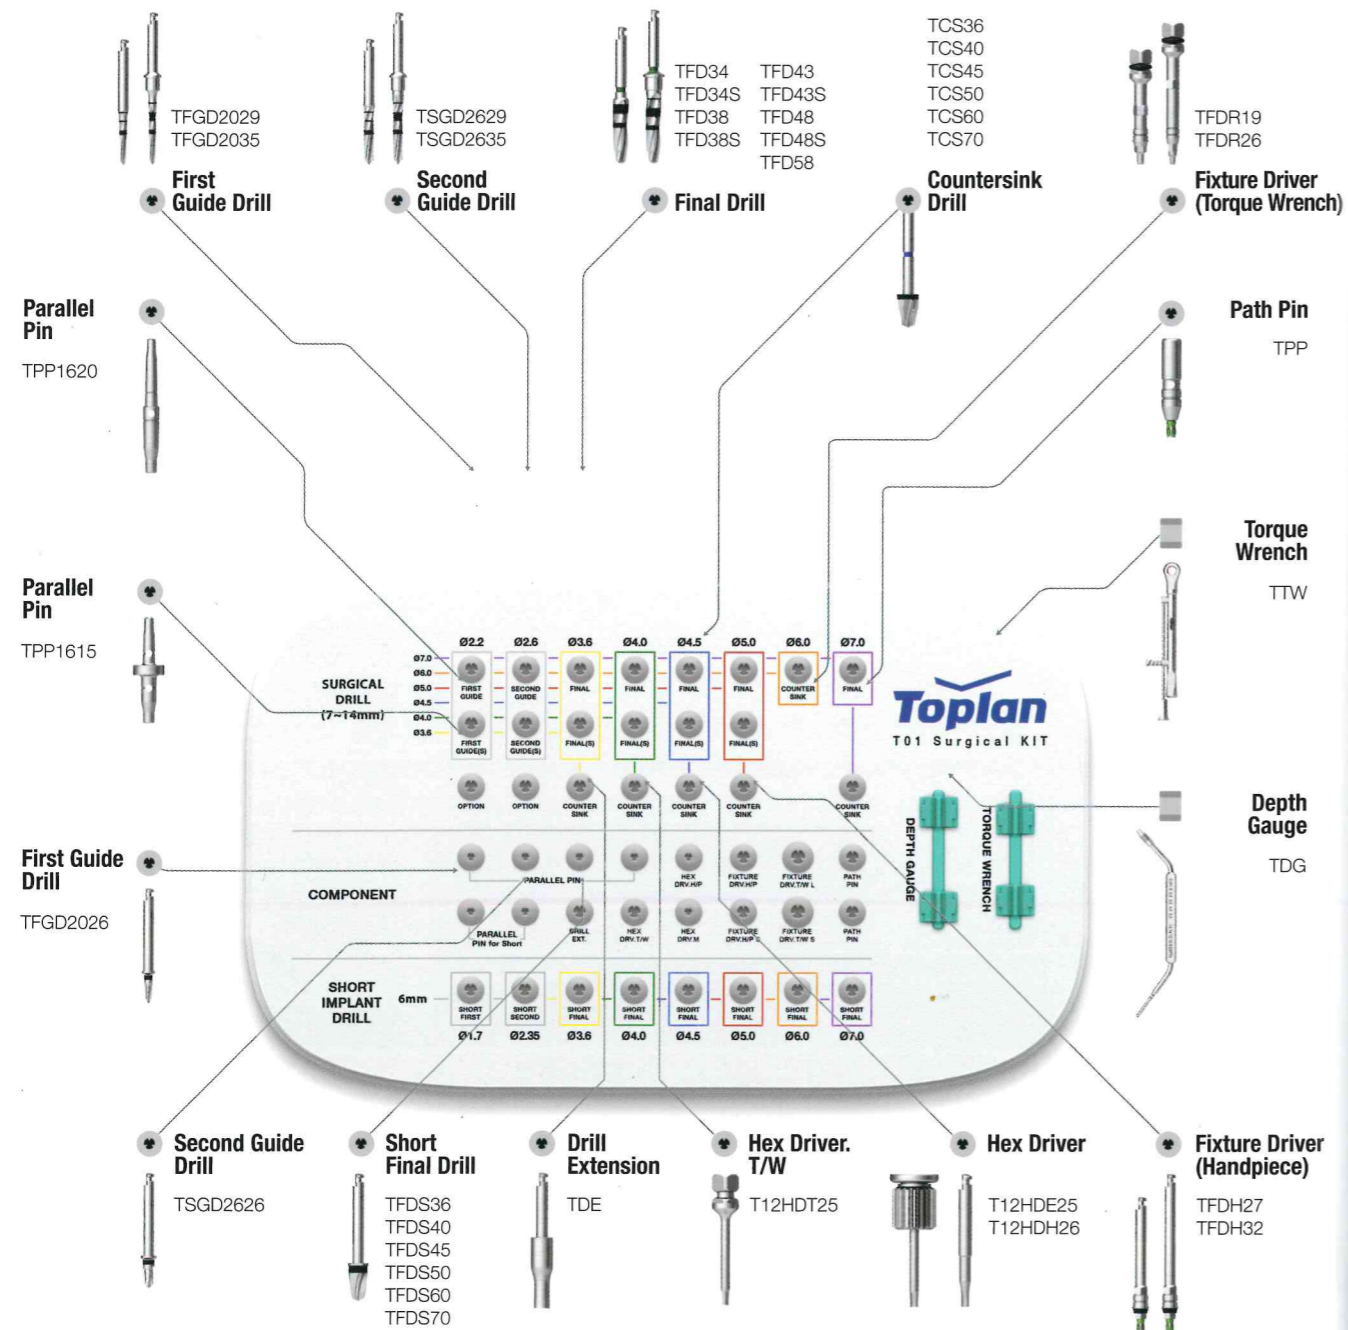 TFGD2029
TFGD2035
First
Guide Drill
TSGD2629
TSGD2635
Second
Guide Drill
TFD34 TFD43
TFD34S TFD43S
TFD38 TFD48
TFD38S TFD48S
TFD58
Final Drill
TCS36
TCS40
TCS45
TCS50
TCS60
TCS70
Countersink
Drill
TFDR19
TFDR26
Fixture Driver
(Torque Wrench)
Parallel
Pin
TPP1620
Path Pin
TPP
Torque
Wrench
TTW
Parallel
Pin
TPP1615
Depth
Gauge
TDG
First Guide
Drill
TFGD2026
Ø2.2 Ø2.6 Ø3.6 Ø4.0 Ø4.5 Ø5.0 Ø6.0 Ø7.0
SURGICAL
DRILL
(7~14mm)
Ø7.0
Ø6.0
Ø5.0
Ø4.5
Ø4.0
Ø3.6
FIRST
GUIDE
SECOND
GUIDE
FINAL
FINAL
FINAL
FINAL
COUNTER
SINK
FINAL
FIRST
GUIDE(S)
SECOND
GUIDE(S)
FINAL(S)
FINAL(S)
FINAL(S)
FINAL(S)
OPTION
OPTION
COUNTER
SINK
COUNTER
SINK
COUNTER
SINK
COUNTER
SINK
COUNTER
SINK
Toplan
T01 Surgical KIT
DEPTH GAUGE
TORQUE WRENCH
COMPONENT
PARALLEL PIN
HEX
DRV.H/P
FIXTURE
DRV.H/P
FIXTURE
DRV.T/W L
PATH
PIN
PARALLEL
PIN for Short
DRILL
EXT.
HEX
DRV.T/W
HEX
DRV.M
FIXTURE
DRV.H/P S
FIXTURE
DRV.T/W S
PATH
PIN
SHORT
IMPLANT
DRILL
6mm
SHORT
FIRST
SHORT
SECOND
SHORT
FINAL
SHORT
FINAL
SHORT
FINAL
SHORT
FINAL
SHORT
FINAL
SHORT
FINAL
Ø1.7 Ø2.35 Ø3.6 Ø4.0 Ø4.5 Ø5.0 Ø6.0 Ø7.0
Second Guide
Drill
TSGD2626
Short
Final Drill
TFDS36
TFDS40
TFDS45
TFDS50
TFDS60
TFDS70
Drill
Extension
TDE
Hex Driver.
T/W
T12HDT25
Hex Driver
T12HDE25
T12HDH26
Fixture Driver
(Handpiece)
TFDH27
TFDH32